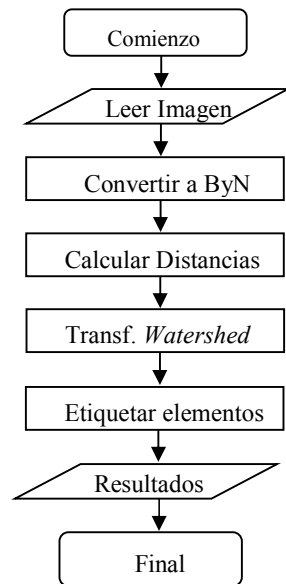 Comienzo
Leer Imagen
Convertir a ByN
Calcular Distancias
Transf. Watershed
Etiquetar elementos
Resultados
Final